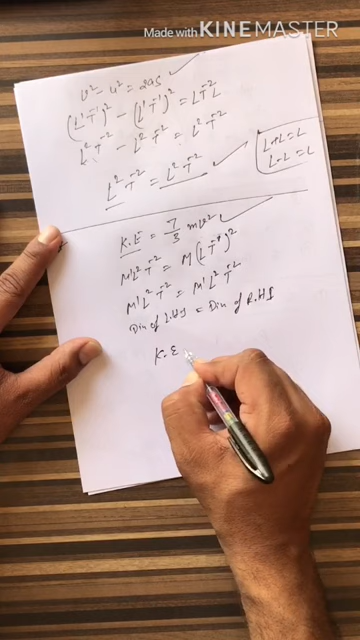 Made with KINEMASTER
v² - u² = 2as ✓
(L¹T⁻¹)² - (L¹T⁻¹)² = LT⁻²L
L²T⁻² - L²T⁻² = L²T⁻²
L²T⁻² = L²T⁻² ✓
L+L=L
L-L=L
K.E = 7/3 mv² ✓
M¹L²T⁻² = M(LT⁻¹)²
M¹L²T⁻² = M¹L²T⁻²
Dim of L.H.S = Dim of R.H.S
K.E